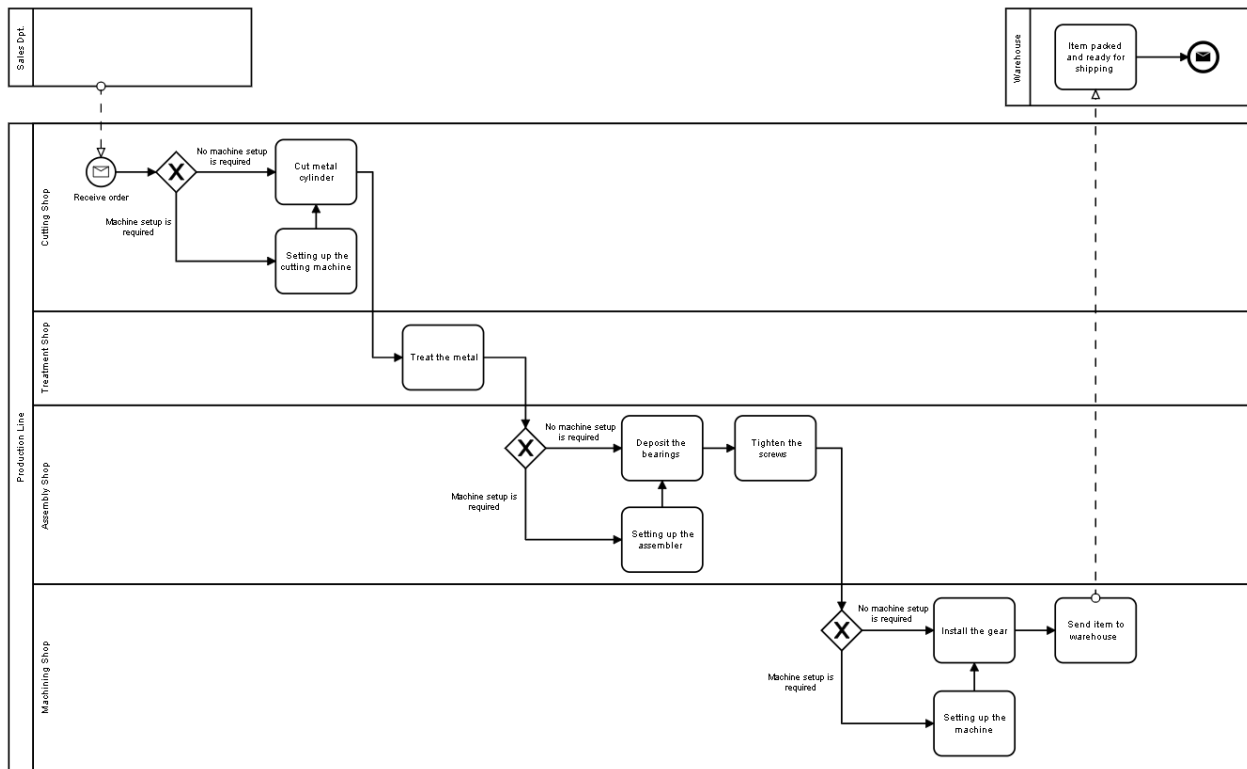 Sales Dpt.
Warehouse
Item packed
and ready for
shipping
Production Line
Cutting Shop
Receive order
No machine setup
is required
Machine setup is
required
Cut metal
cylinder
Setting up the
cutting machine
Treatment Shop
Treat the metal
Assembly Shop
No machine setup
is required
Machine setup is
required
Deposit the
bearings
Tighten the
screws
Setting up the
assembler
Machining Shop
No machine setup
is required
Machine setup is
required
Install the gear
Send item to
warehouse
Setting up the
machine